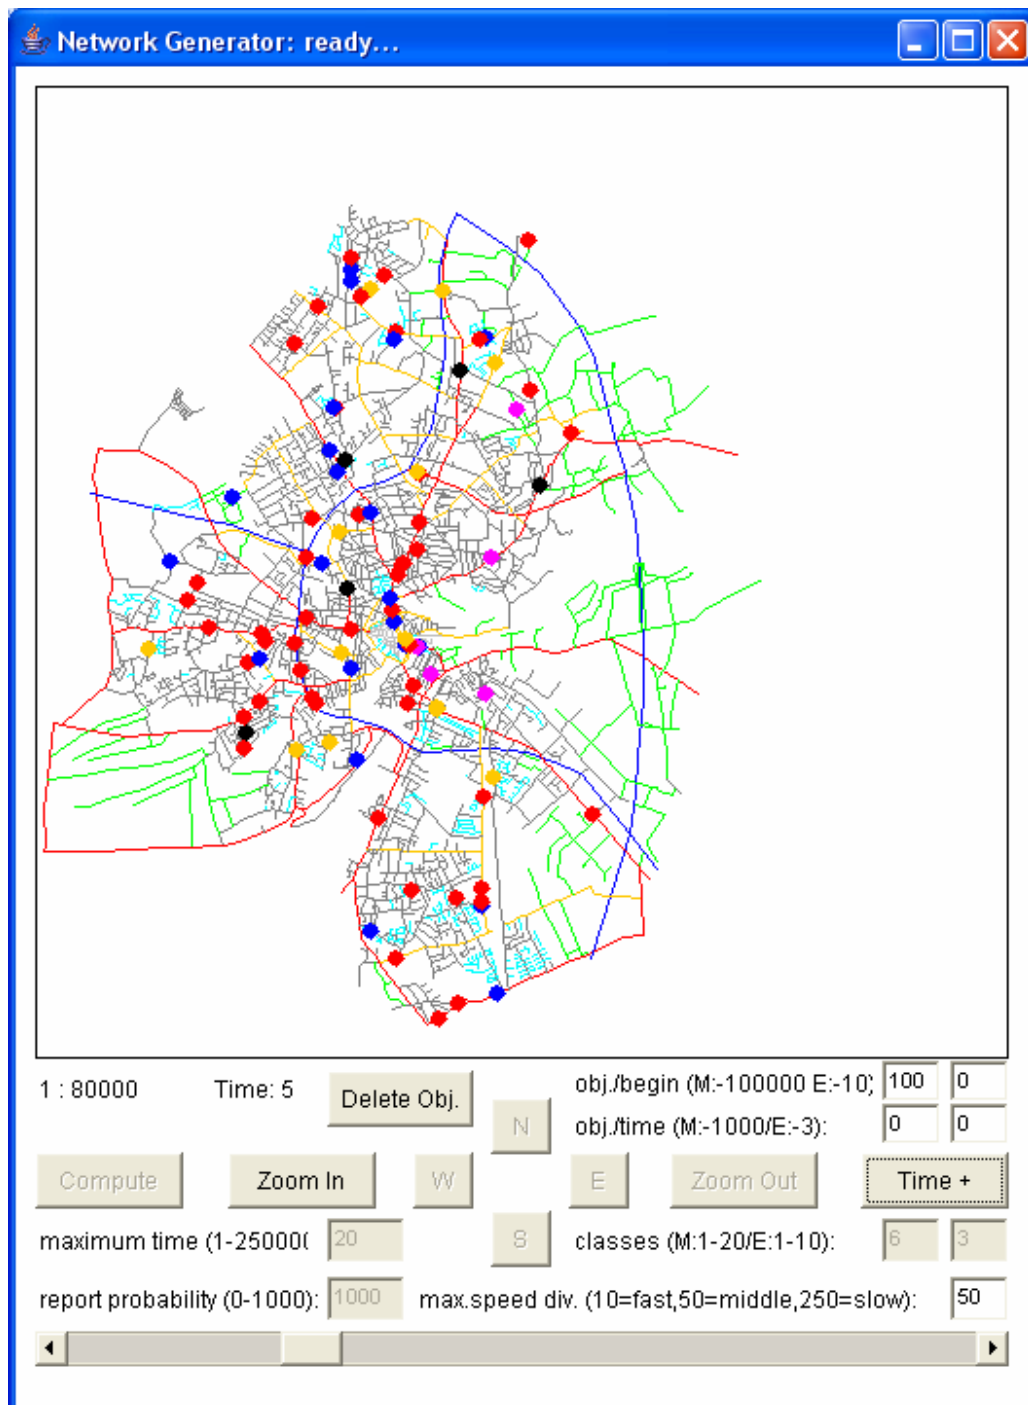 Network Generator: ready...
1 : 80000 Time: 5 Delete Obj. obj./begin (M:-100000 E:-10) 100 0
N obj./time (M:-1000/E:-3): 0 0
Compute Zoom In W E Zoom Out Time +
maximum time (1-25000( 20 S classes (M:1-20/E:1-10): 6 3
report probability (0-1000): 1000 max.speed div. (10=fast,50=middle,250=slow): 50